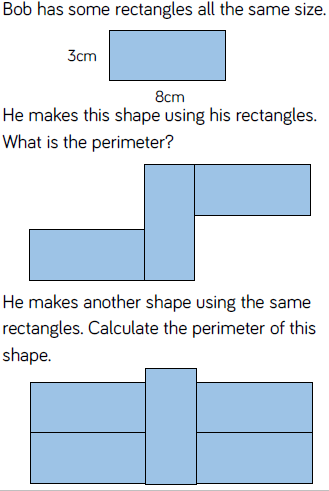 Bob has some rectangles all the same size.
3cm
8cm
He makes this shape using his rectangles.
What is the perimeter?
He makes another shape using the same
rectangles. Calculate the perimeter of this
shape.